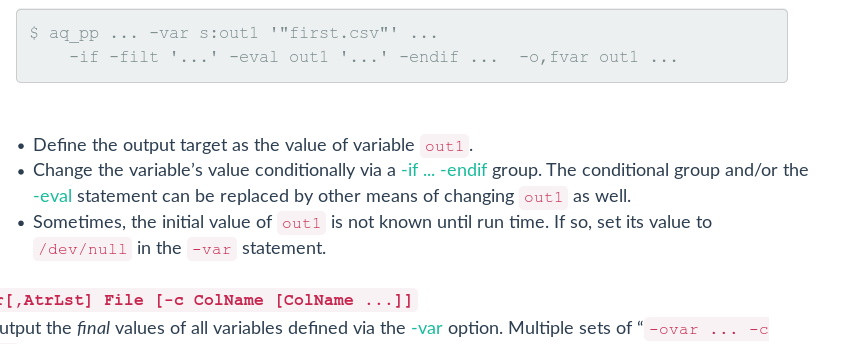 $ aq_pp ... -var s:out1 '"first.csv"' ...
-if -filt '...' -eval out1 '...' -endif ... -o,fvar out1 ...
• Define the output target as the value of variable out1.
• Change the variable’s value conditionally via a -if ... -endif group. The conditional group and/or the
-eval statement can be replaced by other means of changing out1 as well.
• Sometimes, the initial value of out1 is not known until run time. If so, set its value to
/dev/null in the -var statement.
r[,AtrLst] File [-c ColName [ColName ...]]
utput the final values of all variables defined via the -var option. Multiple sets of “-ovar ... -c